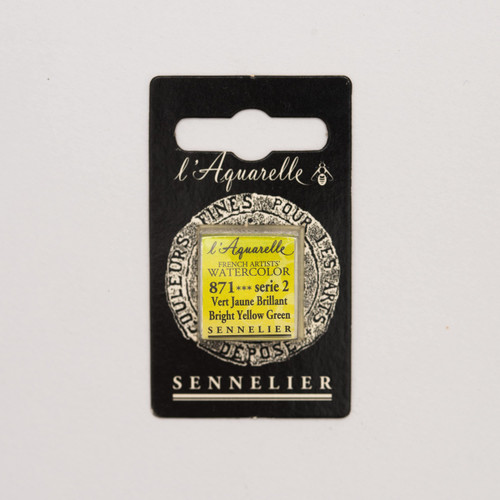 l'Aquarelle
COULEURS FINES POUR LES ARTS
DÉPOSÉ
l'Aquarelle
FRENCH ARTISTS'
WATERCOLOR
871 *** serie 2
Vert Jaune Brillant
Bright Yellow Green
SENNELIER
SENNELIER